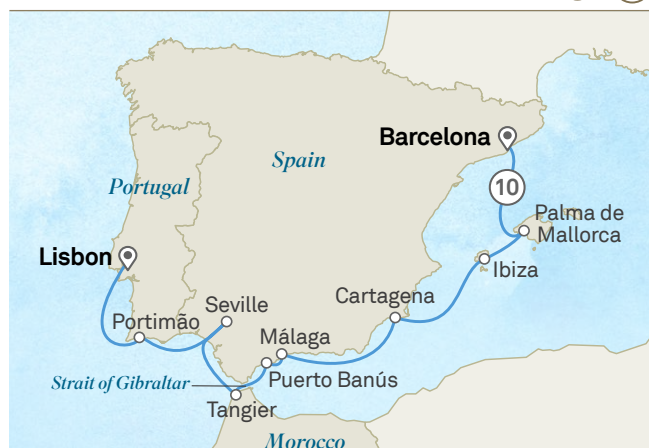 Barcelona
Spain
10
Portugal
Palma de
Mallorca
Lisbon
Ibiza
Cartagena
Seville
Portimão
Málaga
Puerto Banús
Strait of Gibraltar
Tangier
Morocco